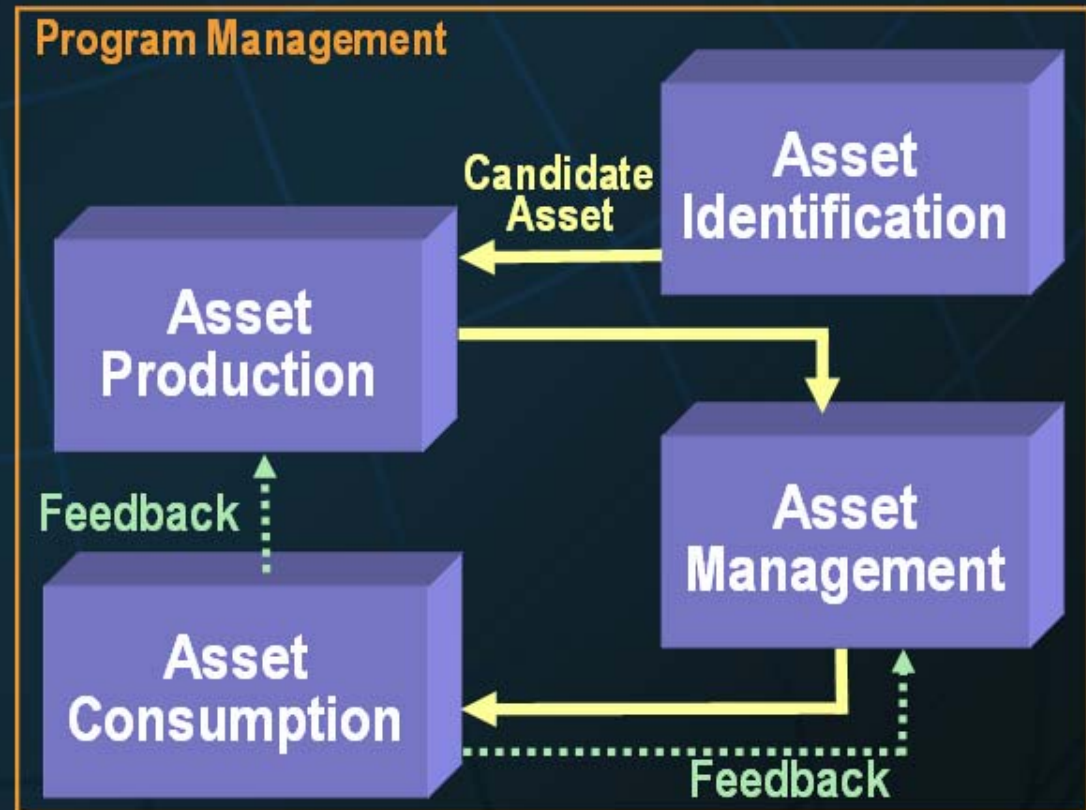 Program Management
Asset
Identification
Candidate
Asset
Asset
Production
Asset
Management
Feedback
Asset
Consumption
Feedback